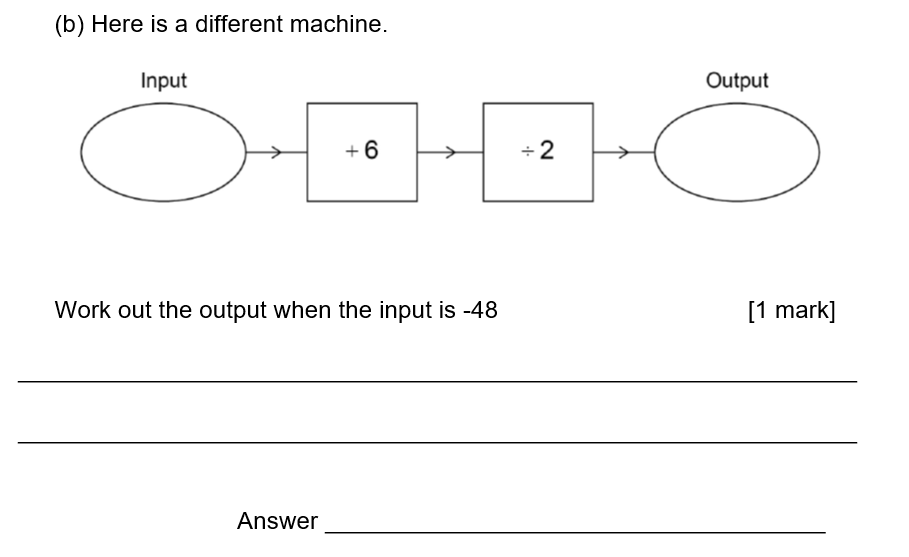 (b) Here is a different machine.
Input Output
+ 6 ÷ 2
Work out the output when the input is -48 [1 mark]
Answer